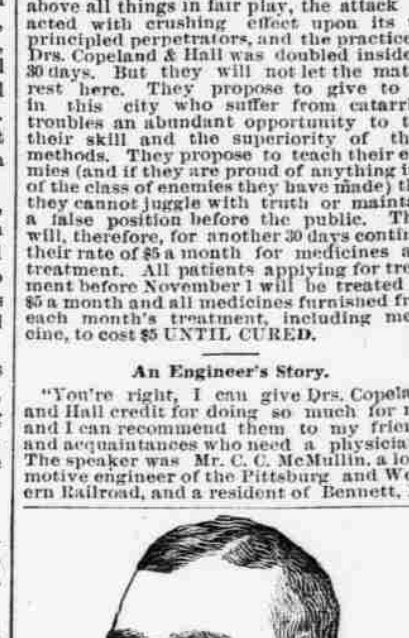 above all things in fair play, the attack
acted with crushing effect upon its
principled perpetrators, and the practice
Drs. Copeland & Hall was doubled inside
30 days. But they will not let the mat
rest here. They propose to give to
in this city who suffer from catarr
troubles an abundant opportunity to t
their skill and the superiority of th
methods. They propose to teach their e
mies (and if they are proud of anything i
of the class of enemies they have made) th
they cannot juggle with truth or mainta
a false position before the public. Th
will, therefore, for another 30 days contin
their rate of $5 a month for medicines a
treatment. All patients applying for tre
ment before November 1 will be treated
$5 a month and all medicines furnished fr
each month's treatment, including me
cine, to cost $5 UNTIL CURED.
An Engineer's Story.
"You're right, I can give Drs. Copela
and Hall credit for doing so much for m
and I can recommend them to my frien
and acquaintances who need a physicia
The speaker was Mr. C. C. McMullin, a lo
motive engineer of the Pittsburg and We
ern Railroad, and a resident of Bennett,